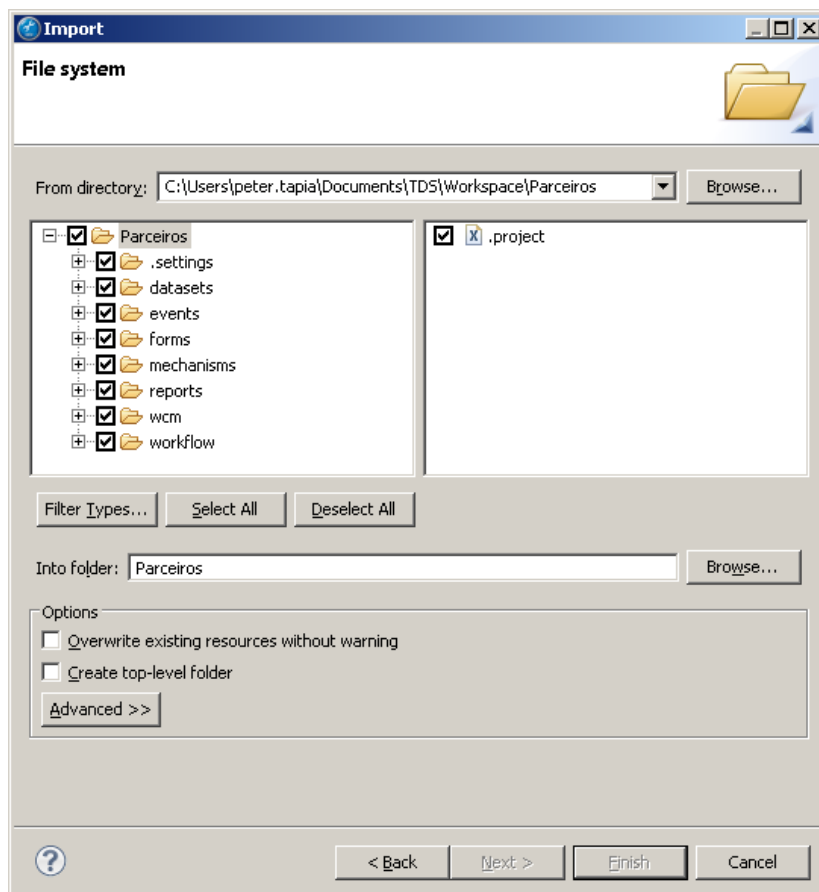 Import
File system
From directory: C:\Users\peter.tapia\Documents\TDS\Workspace\Parceiros Browse...
Parceiros
.settings
datasets
events
forms
mechanisms
reports
wcm
workflow
.project
Filter Types... Select All Deselect All
Into folder: Parceiros Browse...
Options
Overwrite existing resources without warning
Create top-level folder
Advanced >>
< Back Next > Finish Cancel